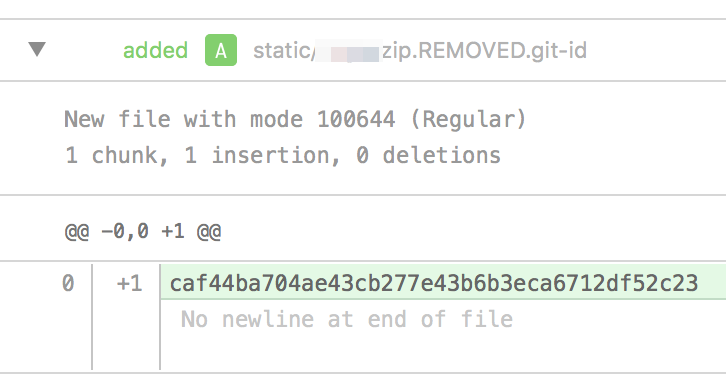 added A static/ zip.REMOVED.git-id
New file with mode 100644 (Regular)
1 chunk, 1 insertion, 0 deletions
@@ -0,0 +1 @@
0 +1 caf44ba704ae43cb277e43b6b3eca6712df52c23
No newline at end of file